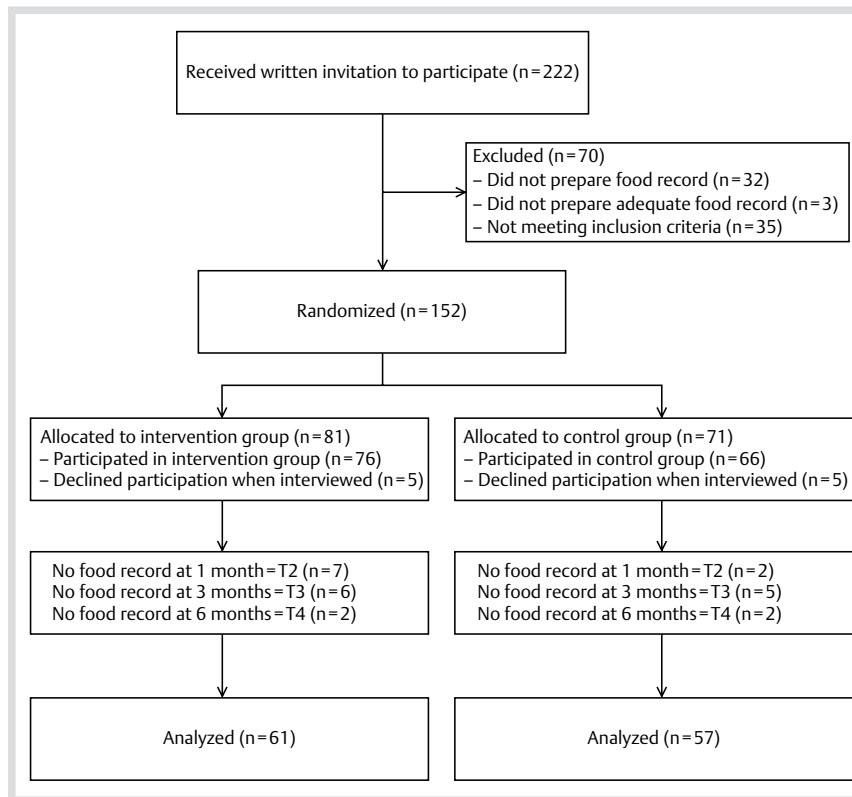 Received written invitation to participate (n=222)
Excluded (n=70)
– Did not prepare food record (n=32)
– Did not prepare adequate food record (n=3)
– Not meeting inclusion criteria (n=35)
Randomized (n=152)
Allocated to intervention group (n=81)
– Participated in intervention group (n=76)
– Declined participation when interviewed (n=5)
Allocated to control group (n=71)
– Participated in control group (n=66)
– Declined participation when interviewed (n=5)
No food record at 1 month=T2 (n=7)
No food record at 3 months=T3 (n=6)
No food record at 6 months=T4 (n=2)
No food record at 1 month=T2 (n=2)
No food record at 3 months=T3 (n=5)
No food record at 6 months=T4 (n=2)
Analyzed (n=61)
Analyzed (n=57)